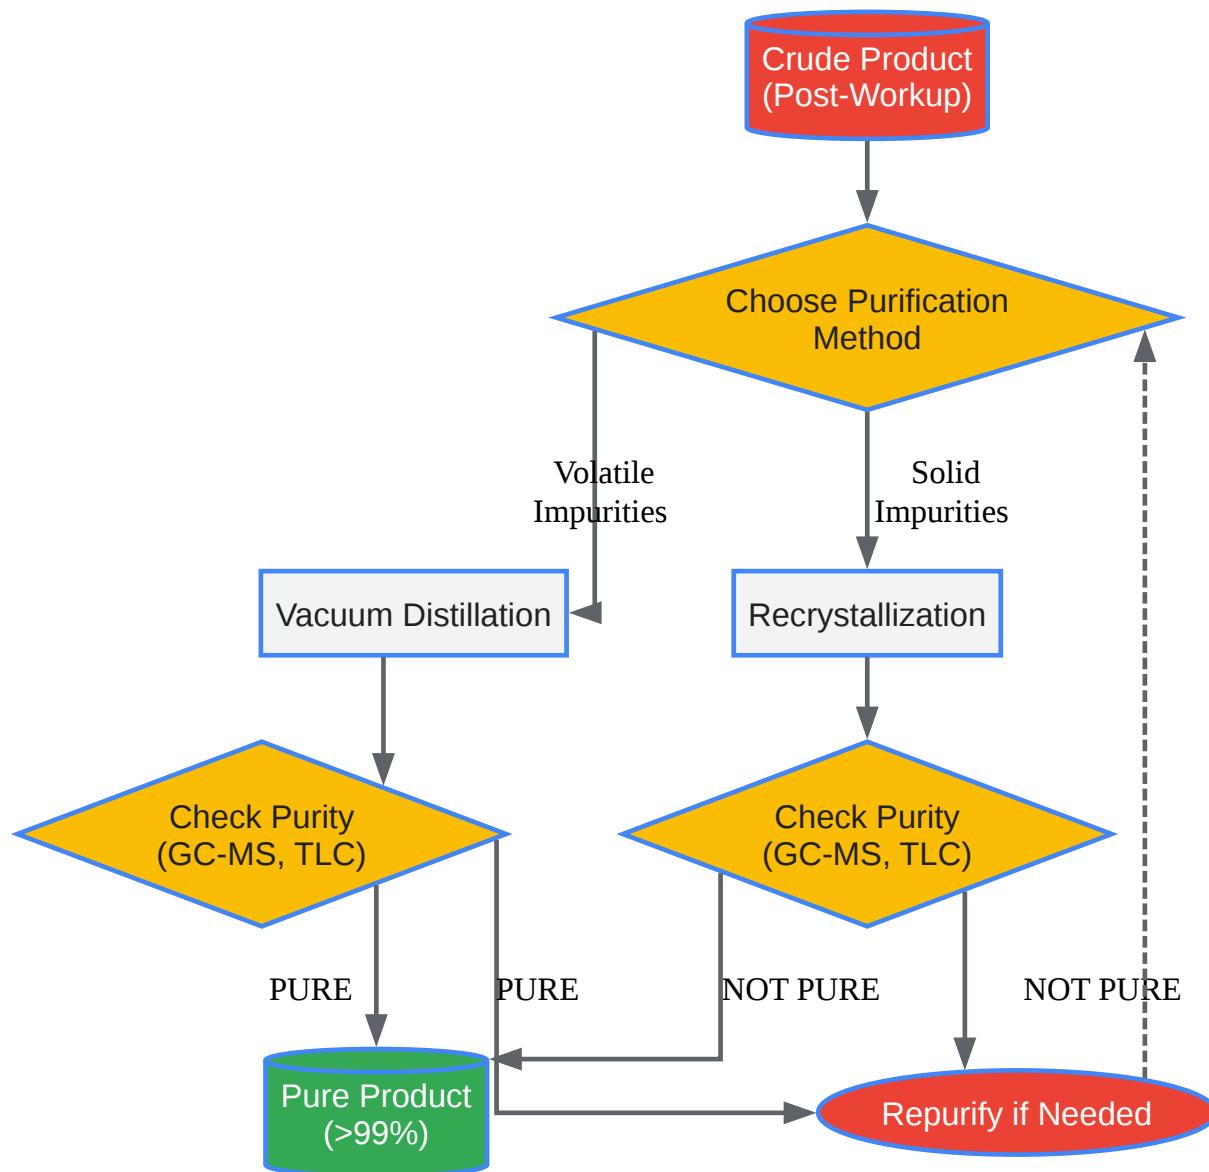 Crude Product
(Post-Workup)
Choose Purification
Method
Volatile
Impurities
Solid
Impurities
Vacuum Distillation
Recrystallization
Check Purity
(GC-MS, TLC)
Check Purity
(GC-MS, TLC)
PURE
PURE
NOT PURE
NOT PURE
Pure Product
(>99%)
Repurify if Needed